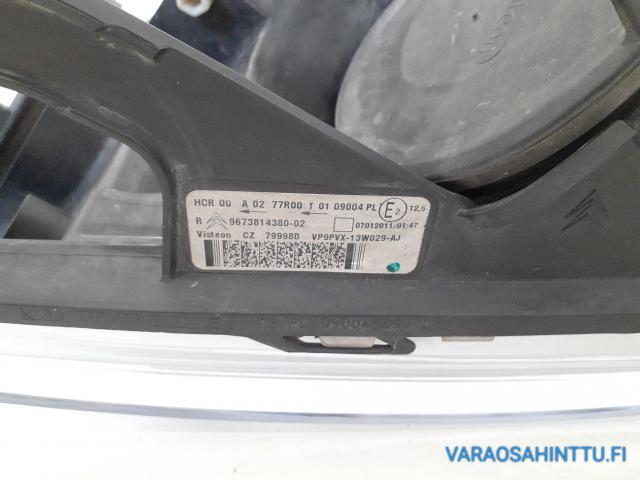 HCR 00 A 02 77R00 1 01 09004 PL E2 12,5
R 9673814380-02 07012011/01:47
Visteon CZ 79998D VP9PVX-13W029-AJ
VARAOSAHINTTU.FI